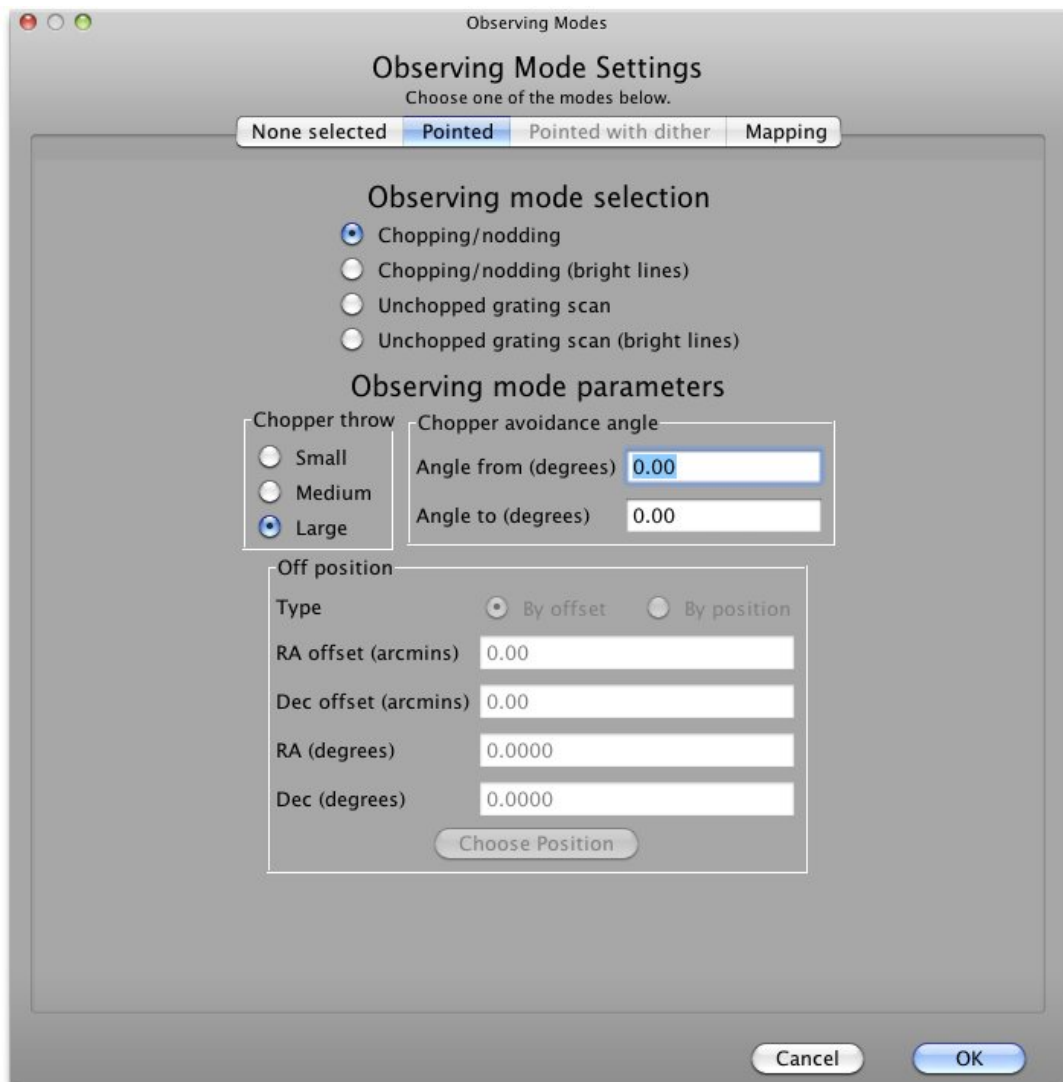 Observing Modes
Observing Mode Settings
Choose one of the modes below.
None selected Pointed Pointed with dither Mapping
Observing mode selection
Chopping/nodding
Chopping/nodding (bright lines)
Unchopped grating scan
Unchopped grating scan (bright lines)
Observing mode parameters
Chopper throw
Small
Medium
Large
Chopper avoidance angle
Angle from (degrees) 0.00
Angle to (degrees) 0.00
Off position
Type By offset By position
RA offset (arcmins) 0.00
Dec offset (arcmins) 0.00
RA (degrees) 0.0000
Dec (degrees) 0.0000
Choose Position
Cancel OK